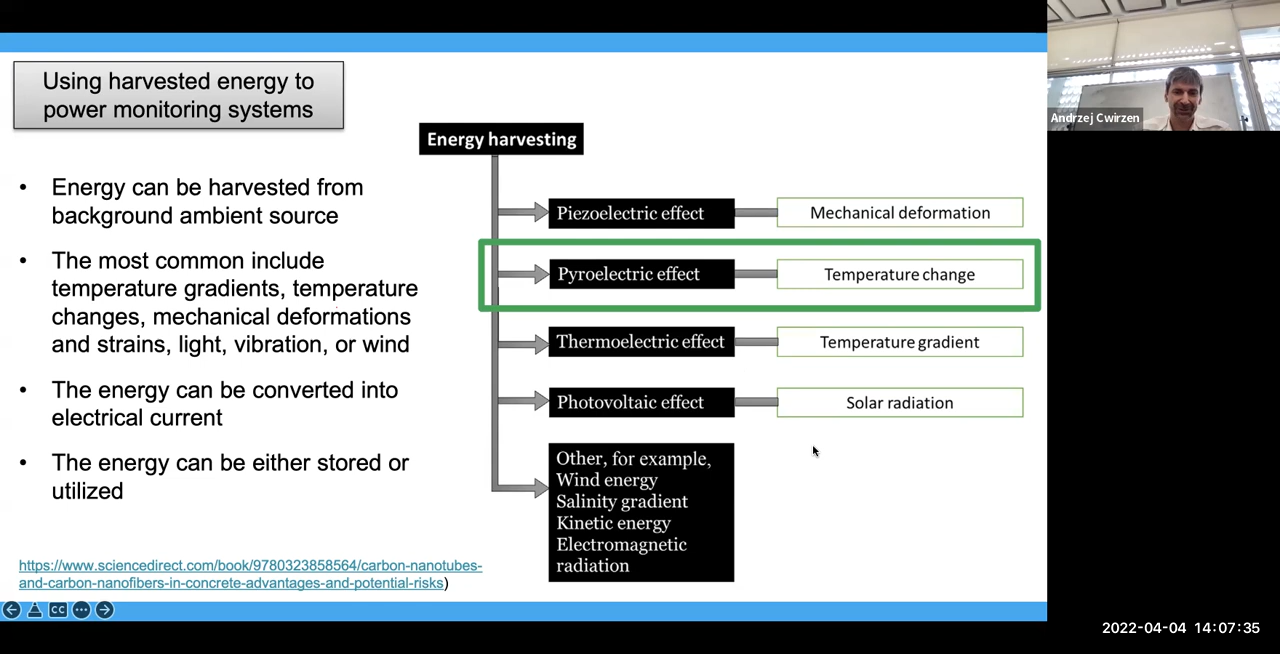 Using harvested energy to
power monitoring systems
• Energy can be harvested from
background ambient source
• The most common include
temperature gradients, temperature
changes, mechanical deformations
and strains, light, vibration, or wind
• The energy can be converted into
electrical current
• The energy can be either stored or
utilized
https://www.sciencedirect.com/book/9780323858564/carbon-nanotubes-
and-carbon-nanofibers-in-concrete-advantages-and-potential-risks)
Energy harvesting
Piezoelectric effect
Mechanical deformation
Pyroelectric effect
Temperature change
Thermoelectric effect
Temperature gradient
Photovoltaic effect
Solar radiation
Other, for example,
Wind energy
Salinity gradient
Kinetic energy
Electromagnetic
radiation
CC
Andrzej Cwirzen
2022-04-04 14:07:35